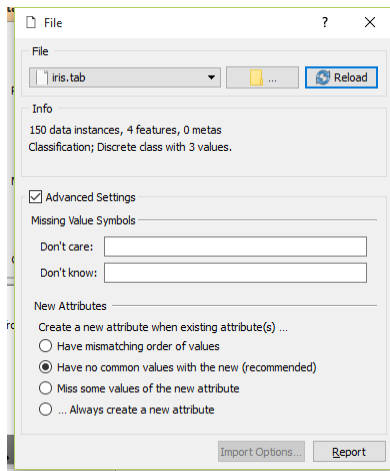 File ? X
File
iris.tab ... Reload
Info
150 data instances, 4 features, 0 metas
Classification; Discrete class with 3 values.
Advanced Settings
Missing Value Symbols
Don't care:
Don't know:
New Attributes
Create a new attribute when existing attribute(s) ...
Have mismatching order of values
Have no common values with the new (recommended)
Miss some values of the new attribute
... Always create a new attribute
Import Options... Report